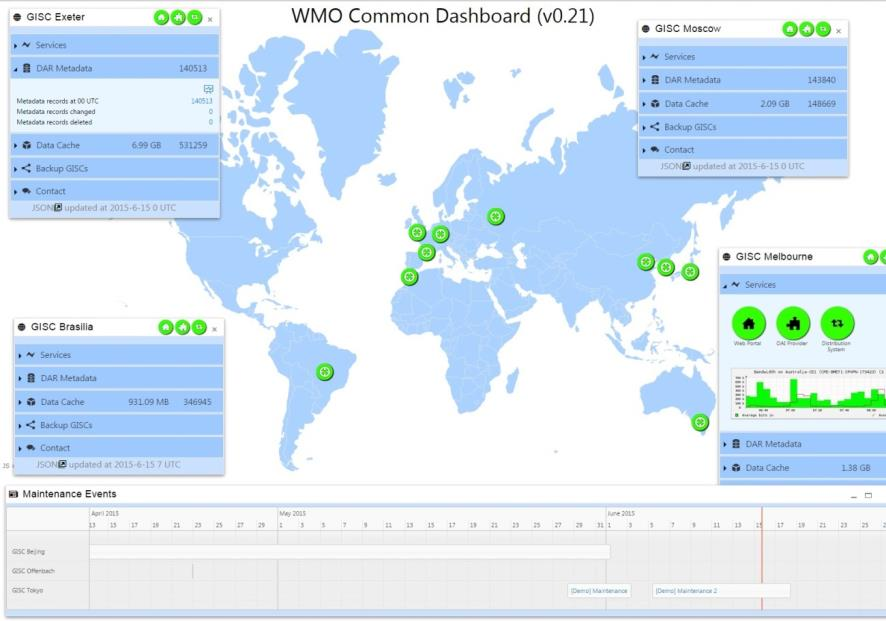 WMO Common Dashboard (v0.21)
GISC Exeter
Services
DAR Metadata 140513
Metadata records at 00 UTC 140513
Metadata records changed 0
Metadata records deleted 0
Data Cache 6.99 GB 531259
Backup GISCs
Contact
JSON updated at 2015-6-15 0 UTC
GISC Moscow
Services
DAR Metadata 143840
Data Cache 2.09 GB 148669
Backup GISCs
Contact
JSON updated at 2015-6-15 0 UTC
GISC Brasilia
Services
DAR Metadata
Data Cache 931.09 MB 346945
Backup GISCs
Contact
JSON updated at 2015-6-15 7 UTC
JS
GISC Melbourne
Services
Web Portal OAI Provider Distribution
System
DAR Metadata
Data Cache 1.38 GB
Maintenance Events
April 2015 May 2015 June 2015
13 15 17 19 21 23 25 27 29 1 3 5 7 9 11 13 15 17 19 21 23 25 27 29 31 1 3 5 7 9 11 13 15 17 19 21 23 25
GISC Beijing
GISC Offenbach
GISC Tokyo [Demo] Maintenance [Demo] Maintenance 2